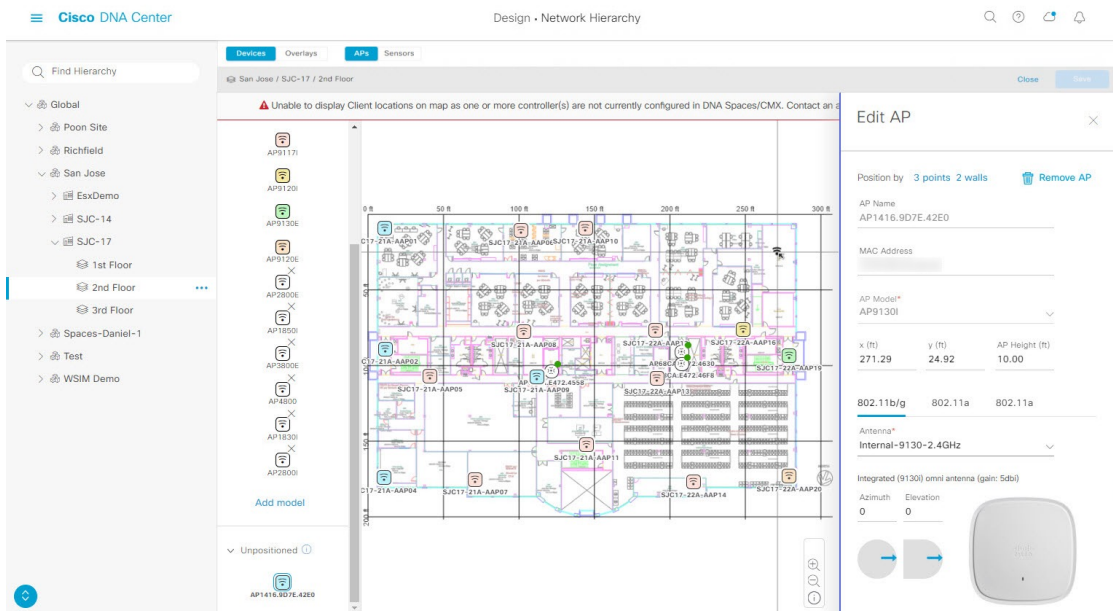 Cisco DNA Center
Design • Network Hierarchy
Devices
Overlays
APs
Sensors
Find Hierarchy
San Jose / SJC-17 / 2nd Floor
Close
Save
Global
Poon Site
Richfield
San Jose
EsxDemo
SJC-14
SJC-17
1st Floor
2nd Floor
3rd Floor
Spaces-Daniel-1
Test
WSIM Demo
Unable to display Client locations on map as one or more controller(s) are not currently configured in DNA Spaces/CMX. Contact an a
AP9117I
AP9120I
AP9130E
AP9120E
AP2800E
AP1850I
AP3800E
AP4800
AP1830I
AP2800I
Add model
Unpositioned
AP1416.9D7E.42E0
0 ft
50 ft
100 ft
150 ft
200 ft
250 ft
300 ft
C17-21A-AAP01
SJC17-21A-AAP06
SJC17-21A-AAP10
SJC17-21A-AAP08
SJC17-22A-AAP16
C17-21A-AAP02
SJC17-22A-AAP19
SJC17-21A-AAP05
SJC17-21A-AAP09
SJC17-22A-AAP13
SJC17-21A-AAP11
C17-21A-AAP04
SJC17-21A-AAP07
SJC17-22A-AAP14
SJC17-22A-AAP20
200 ft
Edit AP
Position by 3 points 2 walls
Remove AP
AP Name
AP1416.9D7E.42E0
MAC Address
AP Model*
AP9130I
x (ft) y (ft) AP Height (ft)
271.29 24.92 10.00
802.11b/g 802.11a 802.11a
Antenna*
Internal-9130-2.4GHz
Integrated (9130i) omni antenna (gain: 5dbi)
Azimuth Elevation
0 0